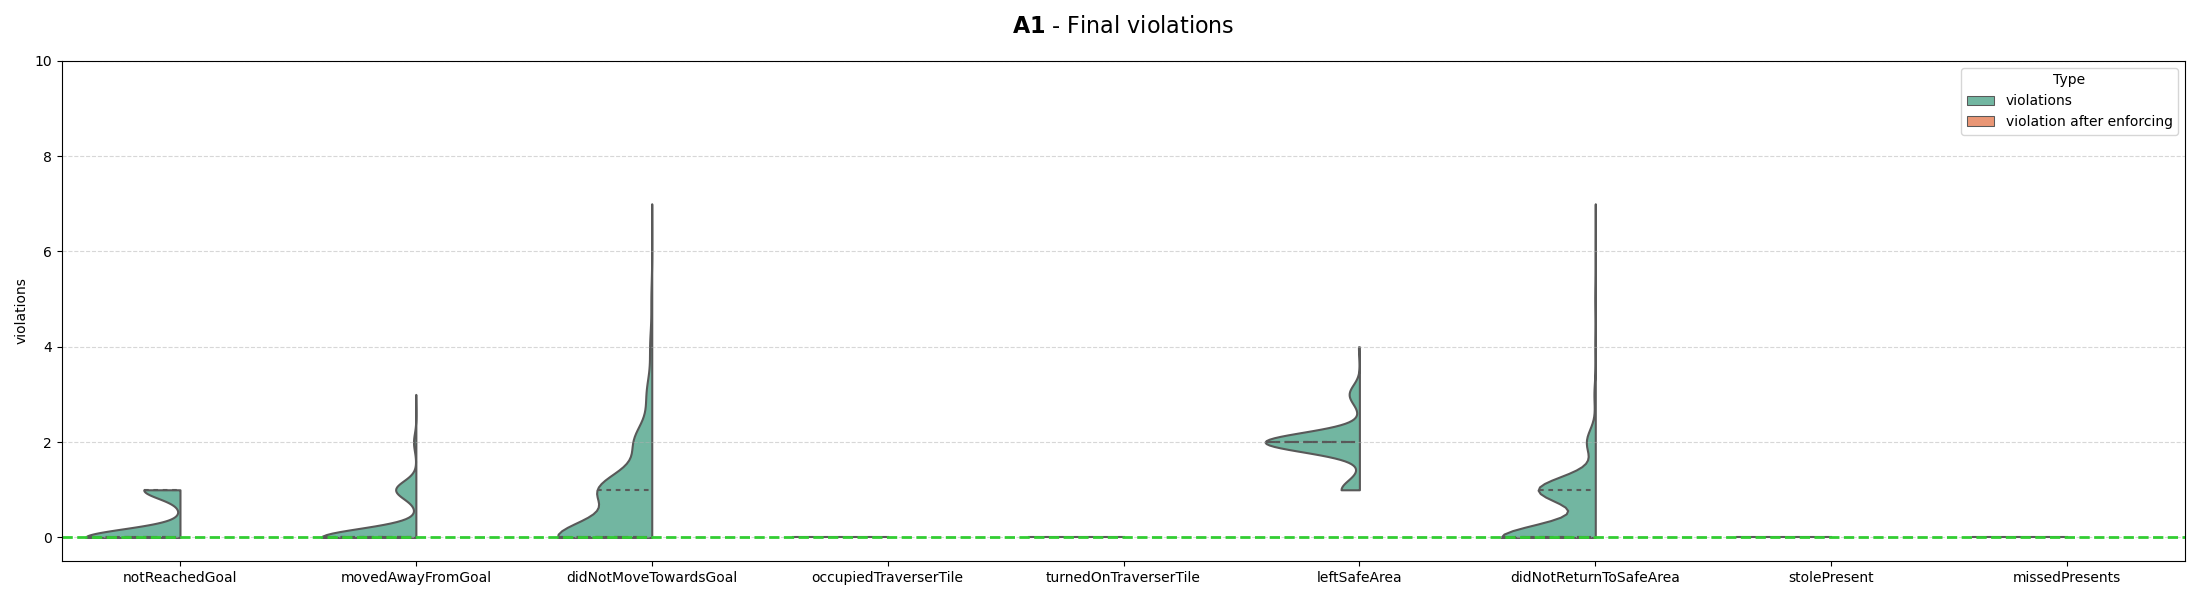 A1 - Final violations
10
8
6
4
2
0
violations
Type
violations
violation after enforcing
notReachedGoal
movedAwayFromGoal
didNotMoveTowardsGoal
occupiedTraverserTile
turnedOnTraverserTile
leftSafeArea
didNotReturnToSafeArea
stolePresent
missedPresents